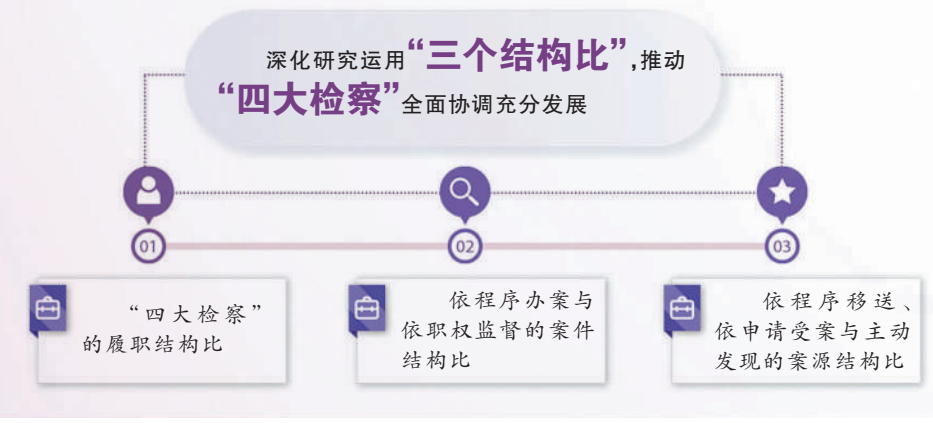 深化研究运用“三个结构比”,推动
“四大检察”全面协调充分发展
01
02
03
“四大检察”
的履职结构比
依程序办案与
依职权监督的案件
结构比
依程序移送、
依申请受案与主动
发现的案源结构比